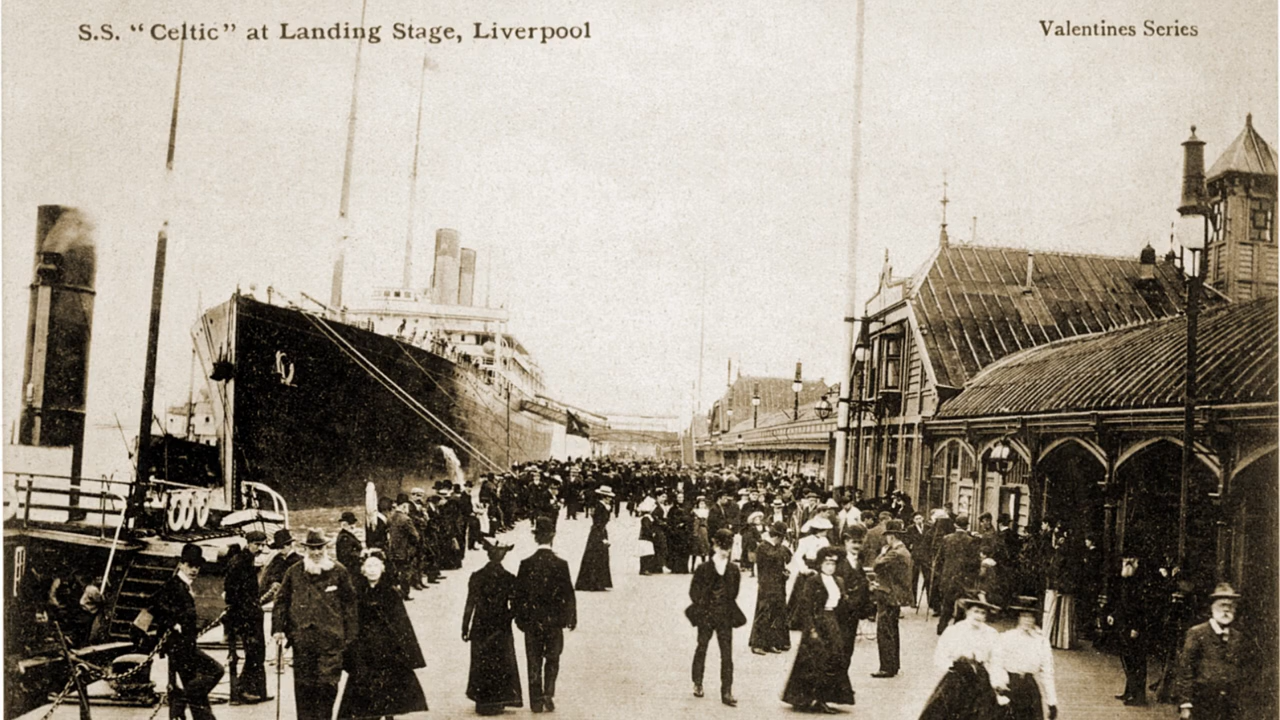 S.S. “Celtic” at Landing Stage, Liverpool
Valentines Series